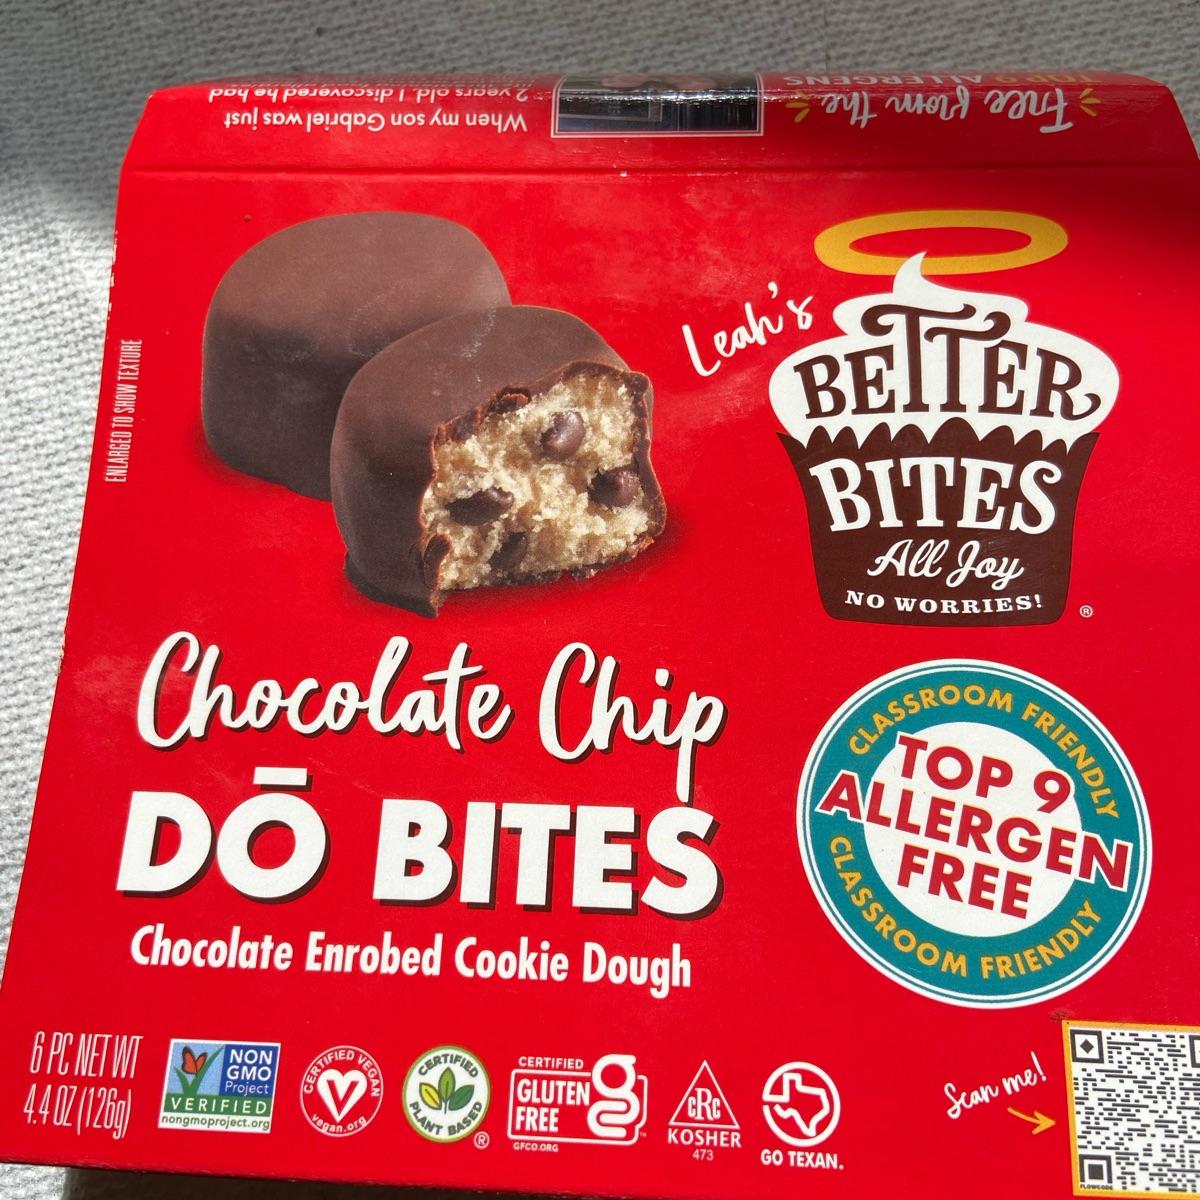 When my son Gabriel was just
2 years old, I discovered he had
Free from the
TOP 9 ALLERGENS
ENLARGED TO SHOW TEXTURE
Leah's
BETTER
BITES
All Joy
NO WORRIES!
®
Chocolate Chip
DŌ BITES
Chocolate Enrobed Cookie Dough
CLASSROOM FRIENDLY
TOP 9
ALLERGEN
FREE
CLASSROOM FRIENDLY
6 PC NET WT
4.4 OZ (126g)
NON
GMO
Project
VERIFIED
nongmoproject.org
CERTIFIED VEGAN
V
vegan.org
CERTIFIED
PLANT BASED
®
CERTIFIED
GLUTEN
FREE
g
™
GFCO.ORG
cRc
KOSHER
473
GO TEXAN.
Scan me!
FLOWCODE